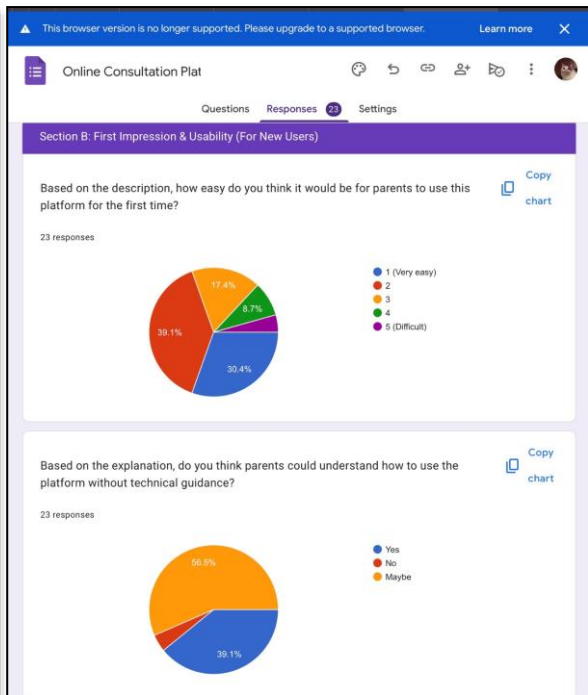 This browser version is no longer supported. Please upgrade to a supported browser. Learn more
Online Consultation Plat
Questions Responses 23 Settings
Section B: First Impression & Usability (For New Users)
Based on the description, how easy do you think it would be for parents to use this
platform for the first time?
Copy
chart
23 responses
17.4%
8.7%
39.1%
30.4%
1 (Very easy)
2
3
4
5 (Difficult)
Based on the explanation, do you think parents could understand how to use the
platform without technical guidance?
Copy
chart
23 responses
56.5%
39.1%
Yes
No
Maybe